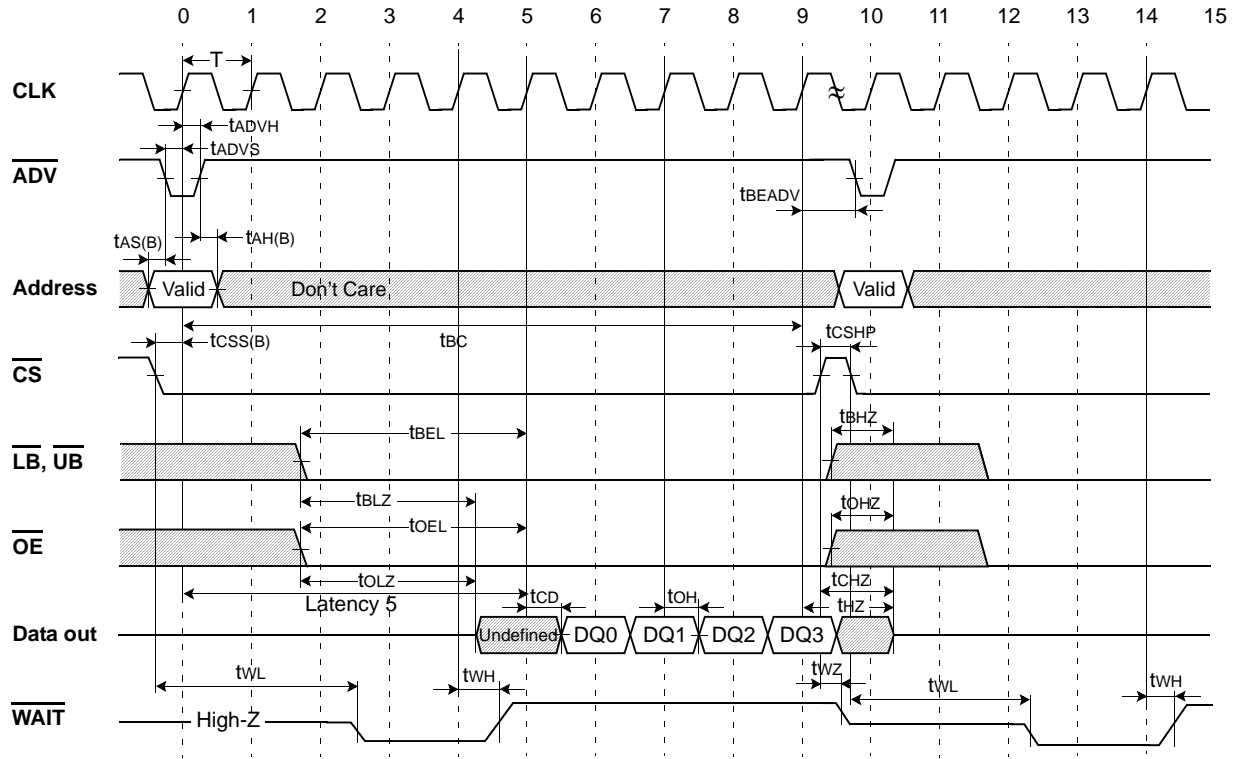 0 1 2 3 4 5 6 7 8 9 10 11 12 13 14 15
T
CLK
tADVH
tADVS
ADV
tBEADV
tAS(B)
tAH(B)
Address Valid Don't Care Valid
tCSS(B) tBC tCSHP
CS
tBEL tBHZ
LB, UB
tBLZ
tOEL tOHZ
OE
tOLZ tCHZ
Latency 5 tCD tOH tHZ
Data out Undefined DQ0 DQ1 DQ2 DQ3
tWL tWH tWZ tWL tWH
WAIT High-Z